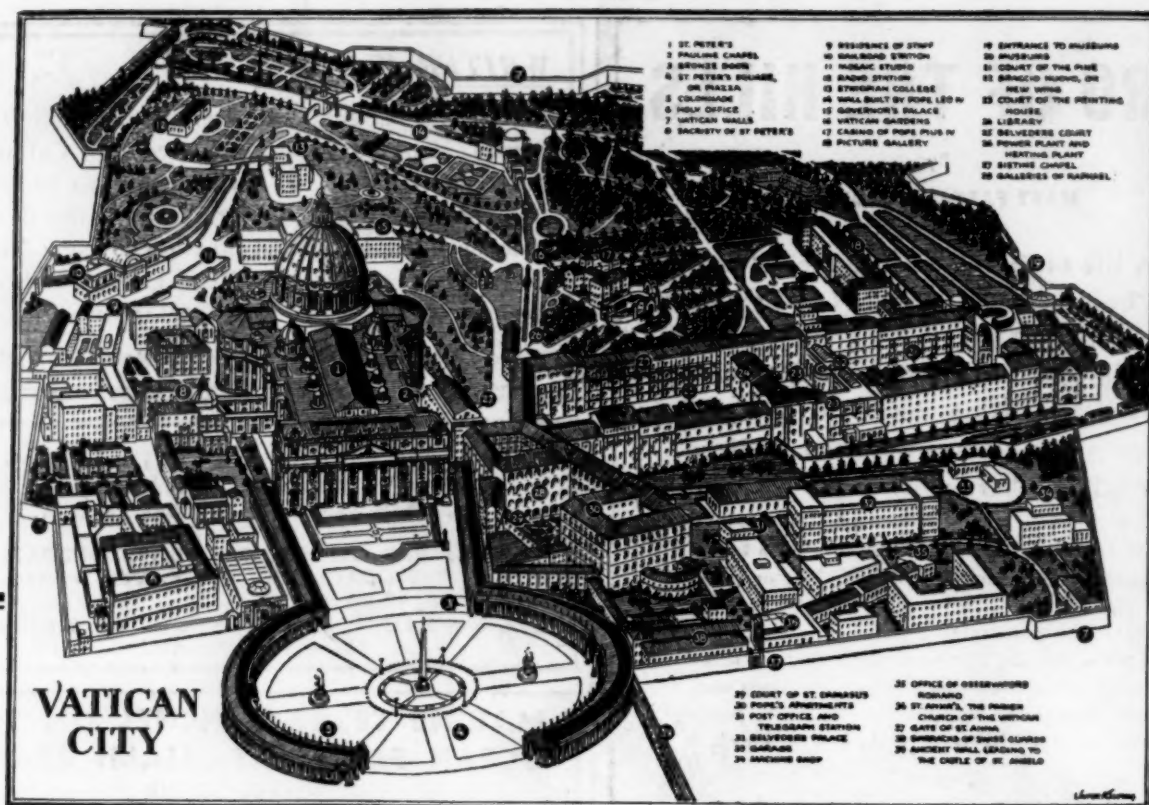 1 ST. PETER'S
2 PAULINE CHAPEL
3 BRONZE DOOR
4 ST. PETER'S SQUARE,
OR PIAZZA
5 COLONNADE
6 HOLY OFFICE
7 VATICAN WALLS
8 SACRISTY OF ST PETER'S
9 RESIDENCE OF STAFF
10 RAILROAD STATION
11 MOSAIC STUDIO
12 RADIO STATION
13 ETHIOPIAN COLLEGE
14 WALL BUILT BY POPE LEO IV
15 GOVERNOR'S PALACE
16 VATICAN GARDENS
17 CASINO OF POPE PIUS IV
18 PICTURE GALLERY
19 ENTRANCE TO MUSEUMS
20 MUSEUMS
21 COURT OF THE PINE
22 BRACCIO NUOVO, OR
NEW WING
23 COURT OF THE PRINTING
HOUSE
24 LIBRARY
25 BELVEDERE COURT
26 POWER PLANT AND
HEATING PLANT
27 SISTINE CHAPEL
28 GALLERIES OF RAPHAEL
VATICAN
CITY
29 COURT OF ST. DAMASUS
30 POPE'S APARTMENTS
31 POST OFFICE AND
TELEGRAPH STATION
32 BELVEDERE PALACE
33 GARAGE
34 MACHINE SHOP
35 OFFICE OF OSSERVATORE
ROMANO
36 ST. ANNA'S, THE PARISH
CHURCH OF THE VATICAN
37 GATE OF ST. ANNA
38 BARRACKS OF SWISS GUARDS
39 ANCIENT WALL LEADING TO
THE CASTLE OF ST. ANGELO